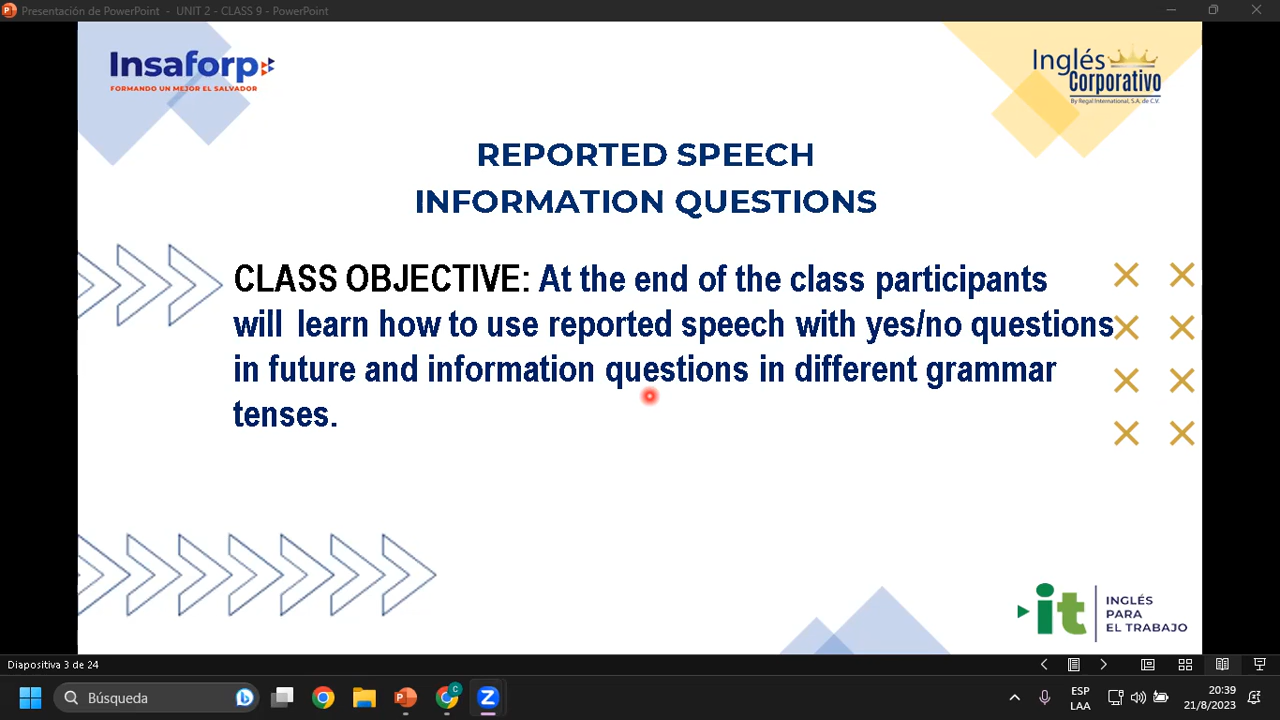 Presentación de PowerPoint - UNIT 2 - CLASS 9 - PowerPoint
Insaforp
FORMANDO UN MEJOR EL SALVADOR
Inglés
Corporativo
By Regal International, S.A. de C.V.
REPORTED SPEECH
INFORMATION QUESTIONS
CLASS OBJECTIVE: At the end of the class participants
will learn how to use reported speech with yes/no questions
in future and information questions in different grammar
tenses.
it
INGLÉS
PARA
EL TRABAJO
Diapositiva 3 de 24
Búsqueda
ESP
LAA
20:39
21/8/2023